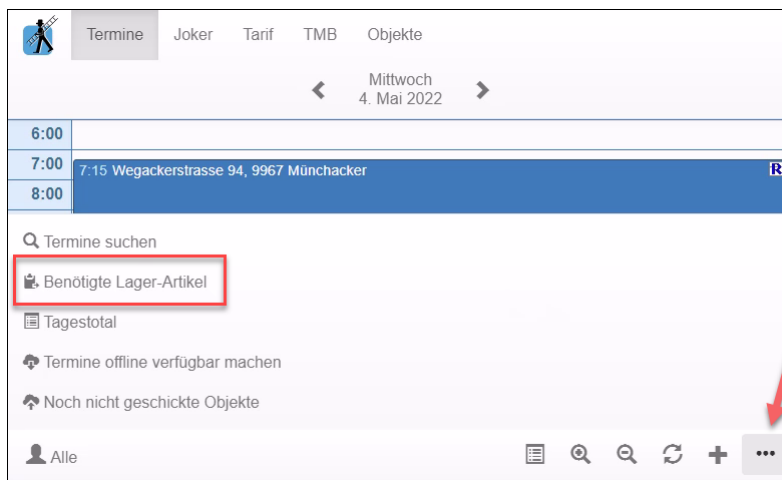 Termine Joker Tarif TMB Objekte
Mittwoch
4. Mai 2022
6:00
7:00
7:15 Wegackerstrasse 94, 9967 Münchacker R
8:00
Termine suchen
Benötigte Lager-Artikel
Tagestotal
Termine offline verfügbar machen
Noch nicht geschickte Objekte
Alle